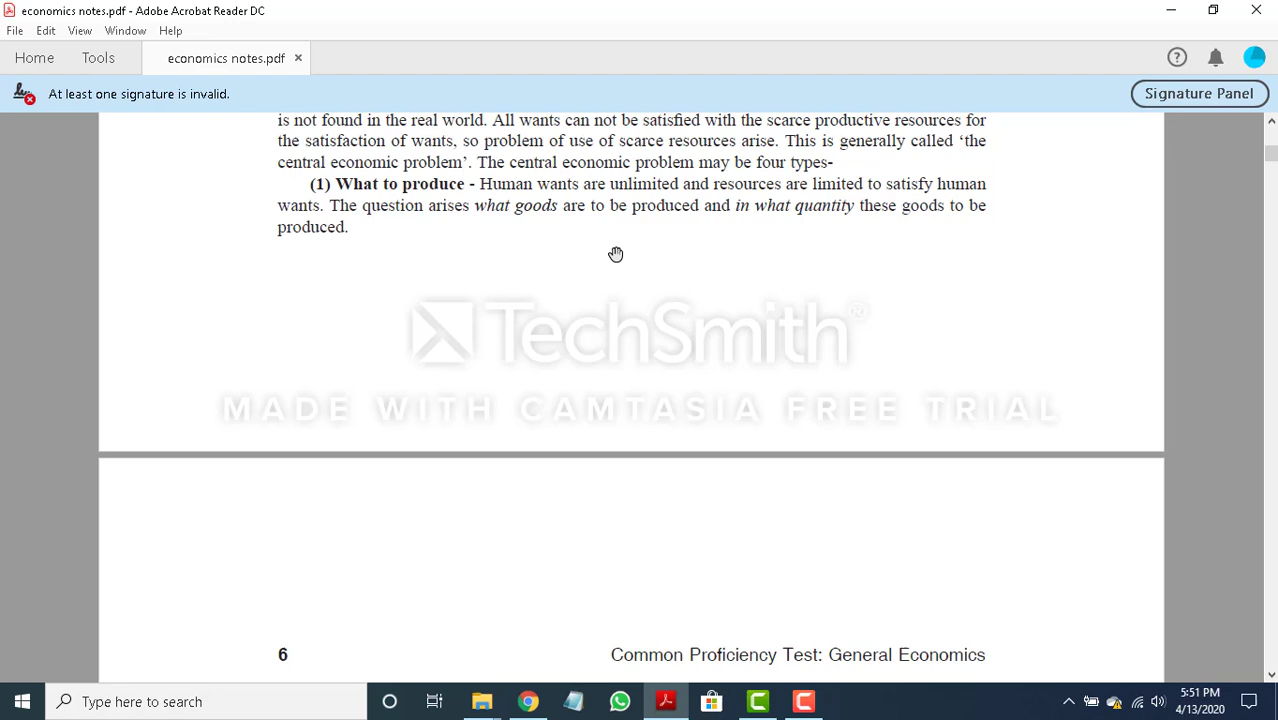 economics notes.pdf - Adobe Acrobat Reader DC
File Edit View Window Help
Home Tools economics notes.pdf ×
At least one signature is invalid.
Signature Panel
is not found in the real world. All wants can not be satisfied with the scarce productive resources for
the satisfaction of wants, so problem of use of scarce resources arise. This is generally called ‘the
central economic problem’. The central economic problem may be four types-
(1) What to produce - Human wants are unlimited and resources are limited to satisfy human
wants. The question arises what goods are to be produced and in what quantity these goods to be
produced.
TechSmith®
MADE WITH CAMTASIA FREE TRIAL
6 Common Proficiency Test: General Economics
Type here to search
5:51 PM
4/13/2020